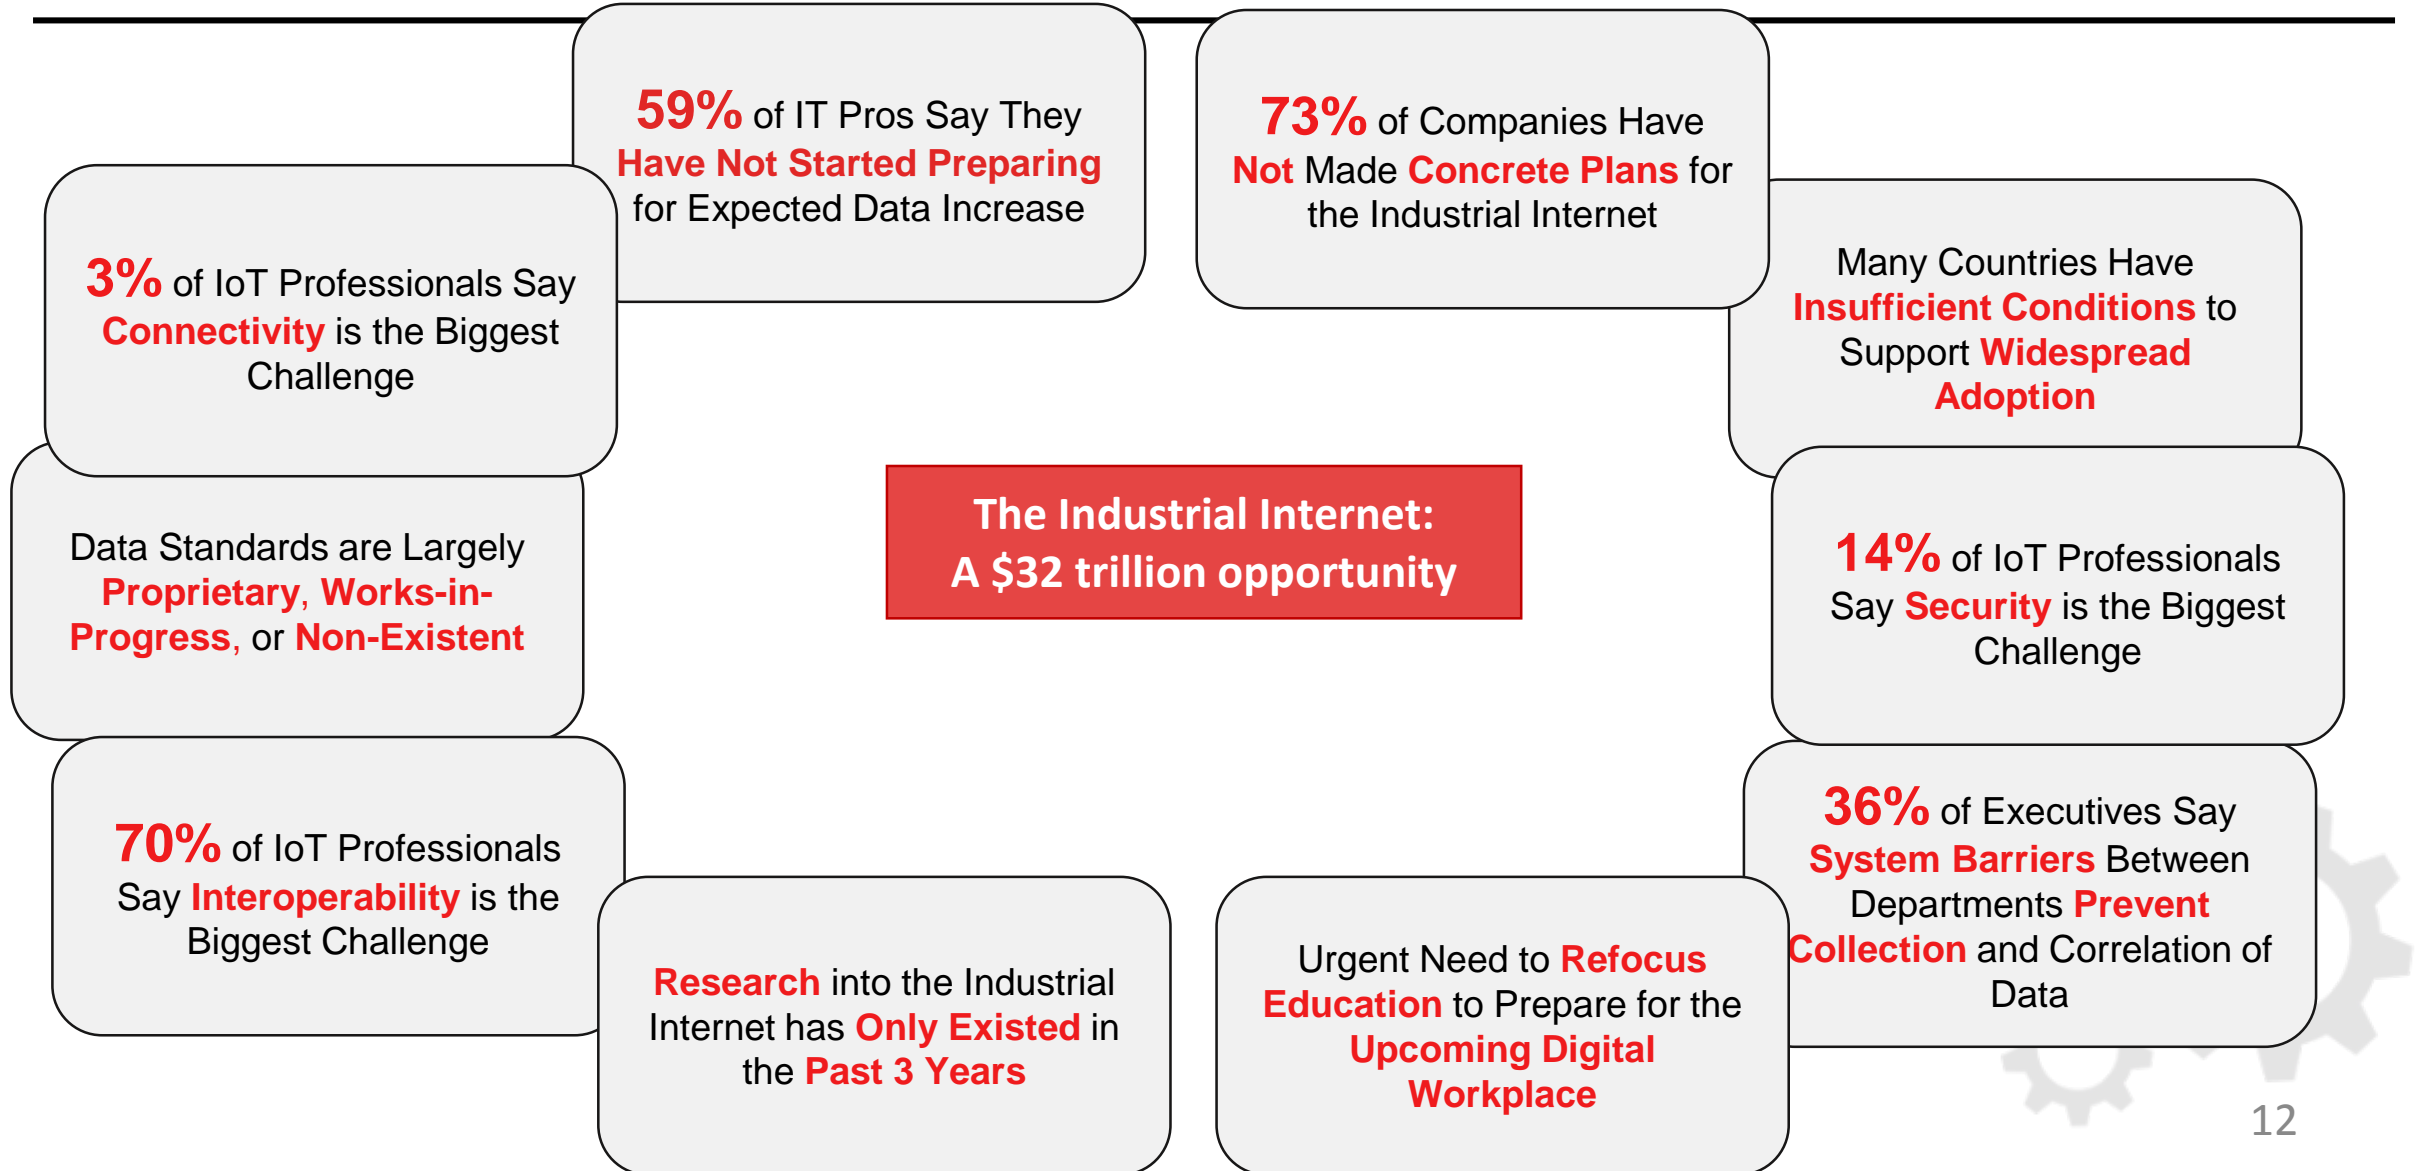 59% of IT Pros Say They
Have Not Started Preparing
for Expected Data Increase
73% of Companies Have
Not Made Concrete Plans for
the Industrial Internet
3% of IoT Professionals Say
Connectivity is the Biggest
Challenge
Many Countries Have
Insufficient Conditions to
Support Widespread
Adoption
The Industrial Internet:
A $32 trillion opportunity
Data Standards are Largely
Proprietary, Works-in-
Progress, or Non-Existent
14% of IoT Professionals
Say Security is the Biggest
Challenge
70% of IoT Professionals
Say Interoperability is the
Biggest Challenge
36% of Executives Say
System Barriers Between
Departments Prevent
Collection and Correlation of
Data
Research into the Industrial
Internet has Only Existed in
the Past 3 Years
Urgent Need to Refocus
Education to Prepare for the
Upcoming Digital
Workplace
12